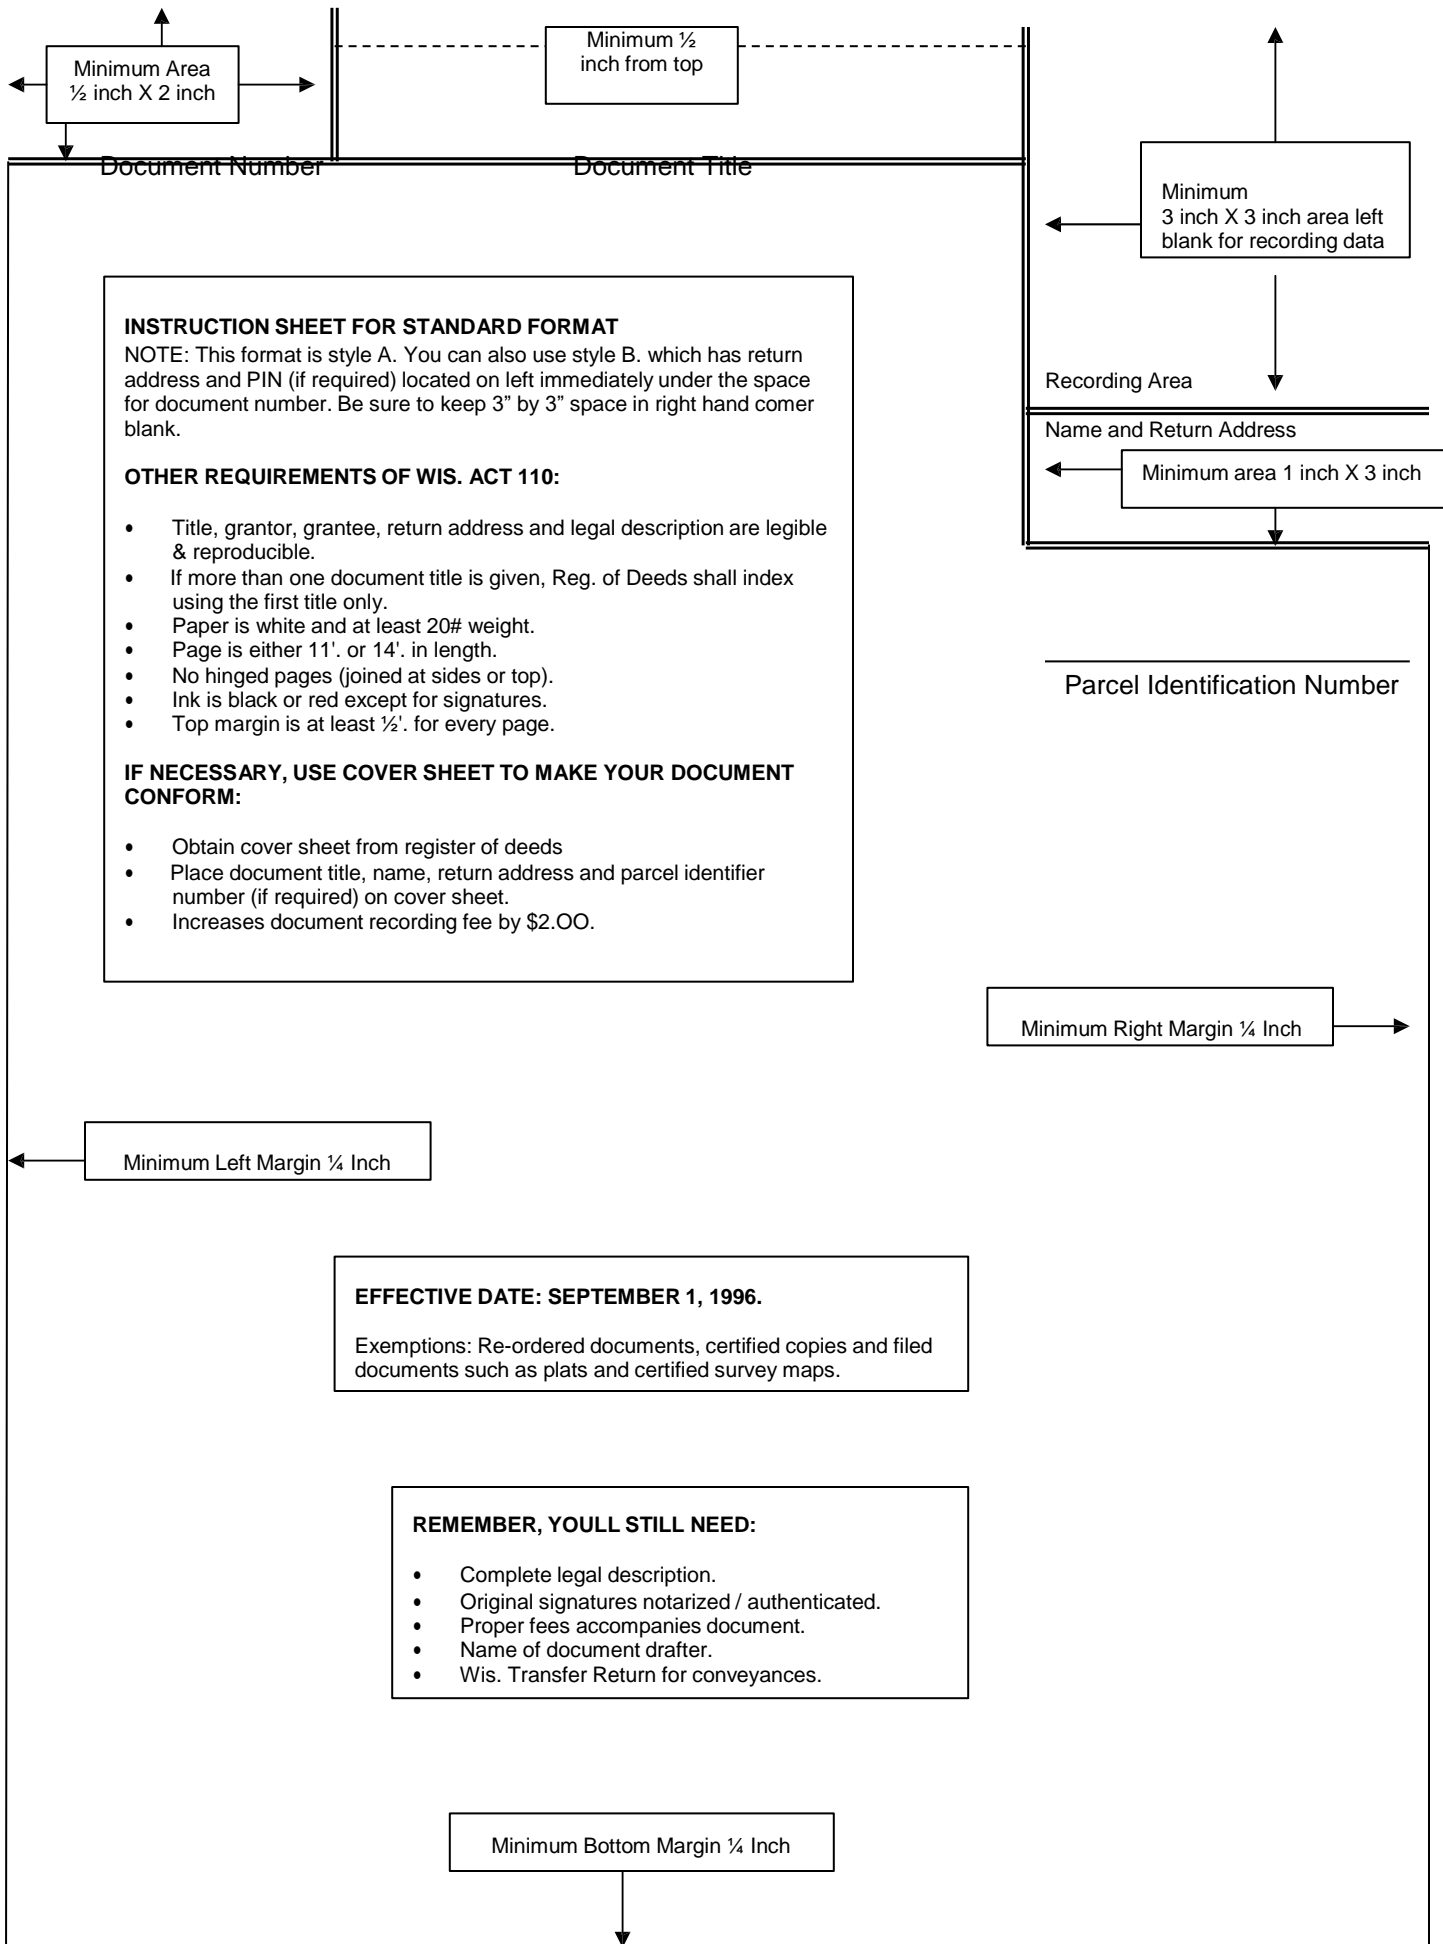 Minimum Area
½ inch X 2 inch
Minimum ½
inch from top
Document Number
Document Title
Minimum
3 inch X 3 inch area left
blank for recording data
Recording Area
Name and Return Address
Minimum area 1 inch X 3 inch
Parcel Identification Number
INSTRUCTION SHEET FOR STANDARD FORMAT
NOTE: This format is style A. You can also use style B. which has return
address and PIN (if required) located on left immediately under the space
for document number. Be sure to keep 3” by 3” space in right hand comer
blank.
OTHER REQUIREMENTS OF WIS. ACT 110:
• Title, grantor, grantee, return address and legal description are legible
& reproducible.
• If more than one document title is given, Reg. of Deeds shall index
using the first title only.
• Paper is white and at least 20# weight.
• Page is either 11'. or 14'. in length.
• No hinged pages (joined at sides or top).
• Ink is black or red except for signatures.
• Top margin is at least ½'. for every page.
IF NECESSARY, USE COVER SHEET TO MAKE YOUR DOCUMENT
CONFORM:
• Obtain cover sheet from register of deeds
• Place document title, name, return address and parcel identifier
number (if required) on cover sheet.
• Increases document recording fee by $2.OO.
Minimum Right Margin ¼ Inch
Minimum Left Margin ¼ Inch
EFFECTIVE DATE: SEPTEMBER 1, 1996.
Exemptions: Re-ordered documents, certified copies and filed
documents such as plats and certified survey maps.
REMEMBER, YOULL STILL NEED:
• Complete legal description.
• Original signatures notarized / authenticated.
• Proper fees accompanies document.
• Name of document drafter.
• Wis. Transfer Return for conveyances.
Minimum Bottom Margin ¼ Inch